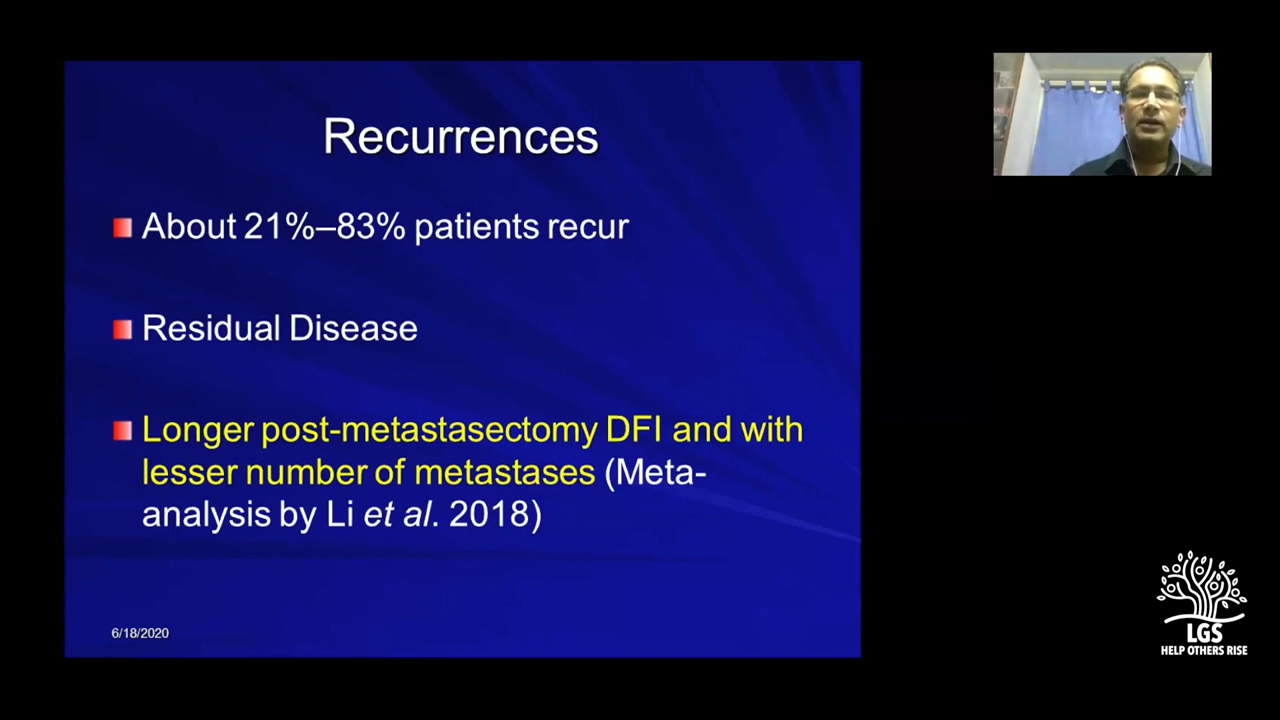 Recurrences
About 21%–83% patients recur
Residual Disease
Longer post-metastasectomy DFI and with
lesser number of metastases (Meta-
analysis by Li et al. 2018)
6/18/2020
LGS
HELP OTHERS RISE